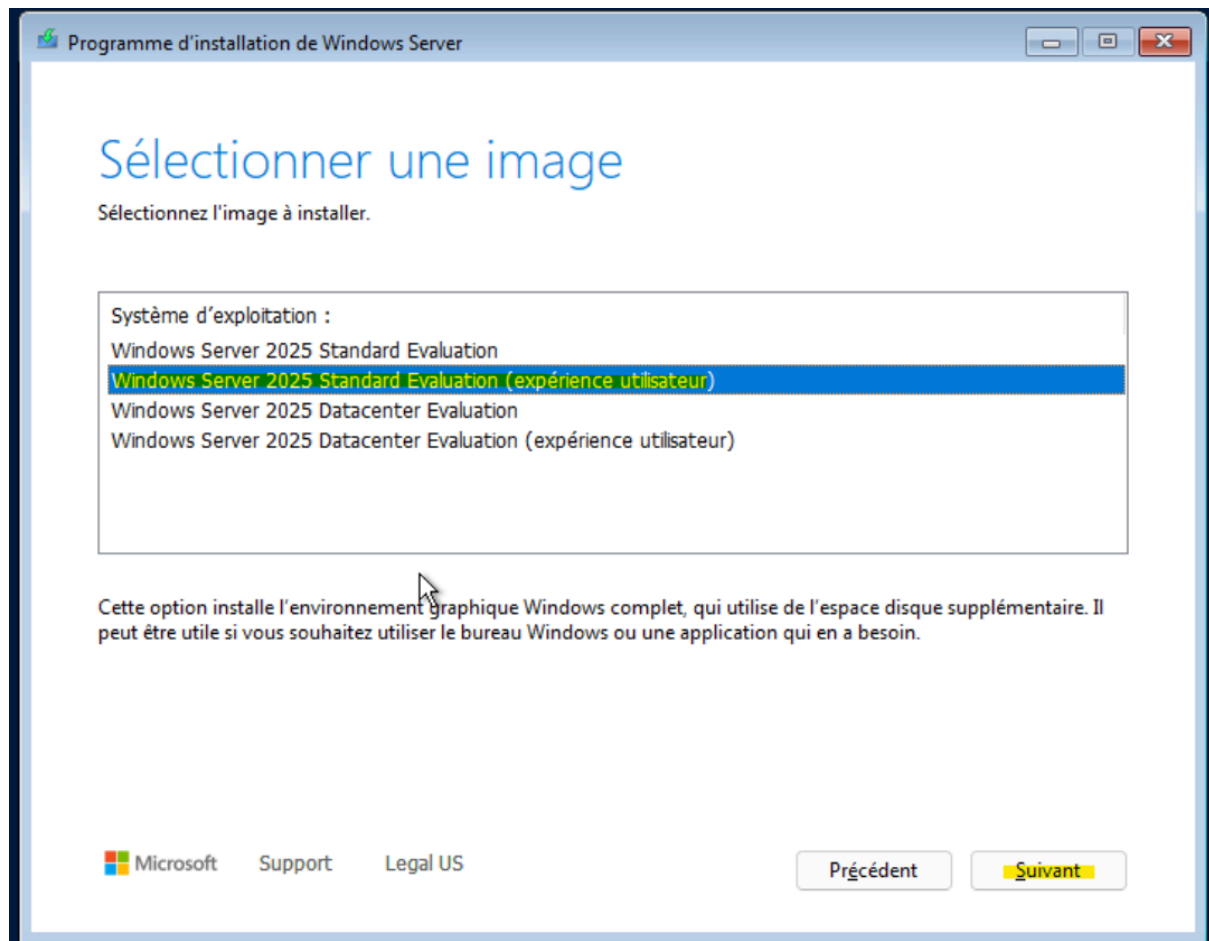 Programme d'installation de Windows Server
Sélectionner une image
Sélectionnez l'image à installer.
Système d'exploitation :
Windows Server 2025 Standard Evaluation
Windows Server 2025 Standard Evaluation (expérience utilisateur)
Windows Server 2025 Datacenter Evaluation
Windows Server 2025 Datacenter Evaluation (expérience utilisateur)
Cette option installe l'environnement graphique Windows complet, qui utilise de l'espace disque supplémentaire. Il
peut être utile si vous souhaitez utiliser le bureau Windows ou une application qui en a besoin.
Microsoft Support Legal US Précédent Suivant